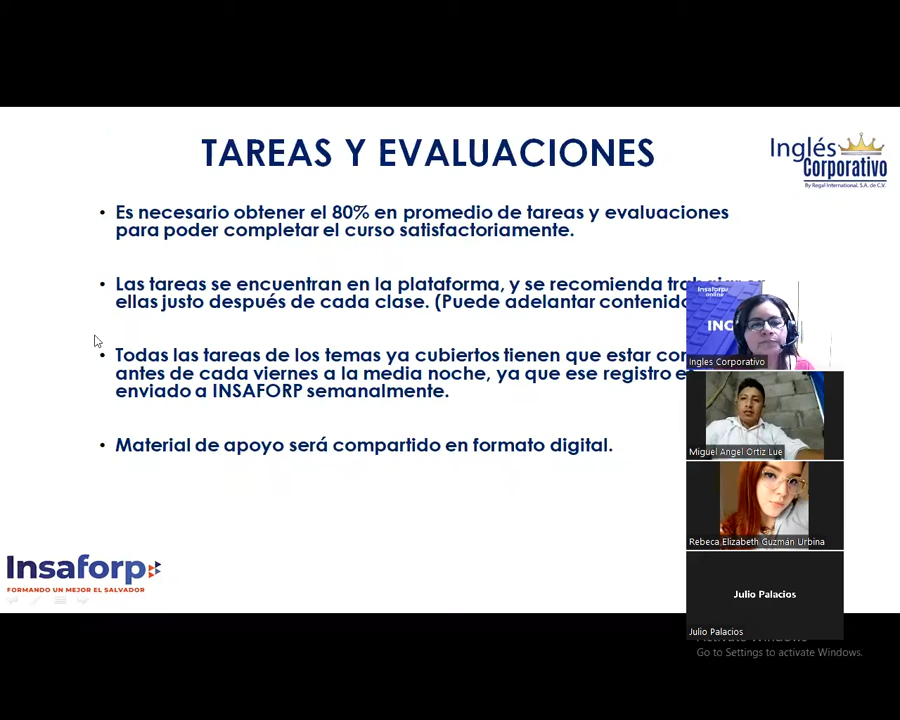 TAREAS Y EVALUACIONES
Inglés
Corporativo
By Regal International, S.A. de C.V.
• Es necesario obtener el 80% en promedio de tareas y evaluaciones
para poder completar el curso satisfactoriamente.
• Las tareas se encuentran en la plataforma, y se recomienda
ellas justo después de cada clase. (Puede adelantar contenido
• Todas las tareas de los temas ya cubiertos tienen que estar
antes de cada viernes a la media noche, ya que ese registro
enviado a INSAFORP semanalmente.
• Material de apoyo será compartido en formato digital.
Insaforp
online
Ingles Corporativo
Miguel Angel Ortiz Lue
Rebeca Elizabeth Guzmán Urbina
Julio Palacios
Julio Palacios
Insaforp
FORMANDO UN MEJOR EL SALVADOR
Activate Windows
Go to Settings to activate Windows.